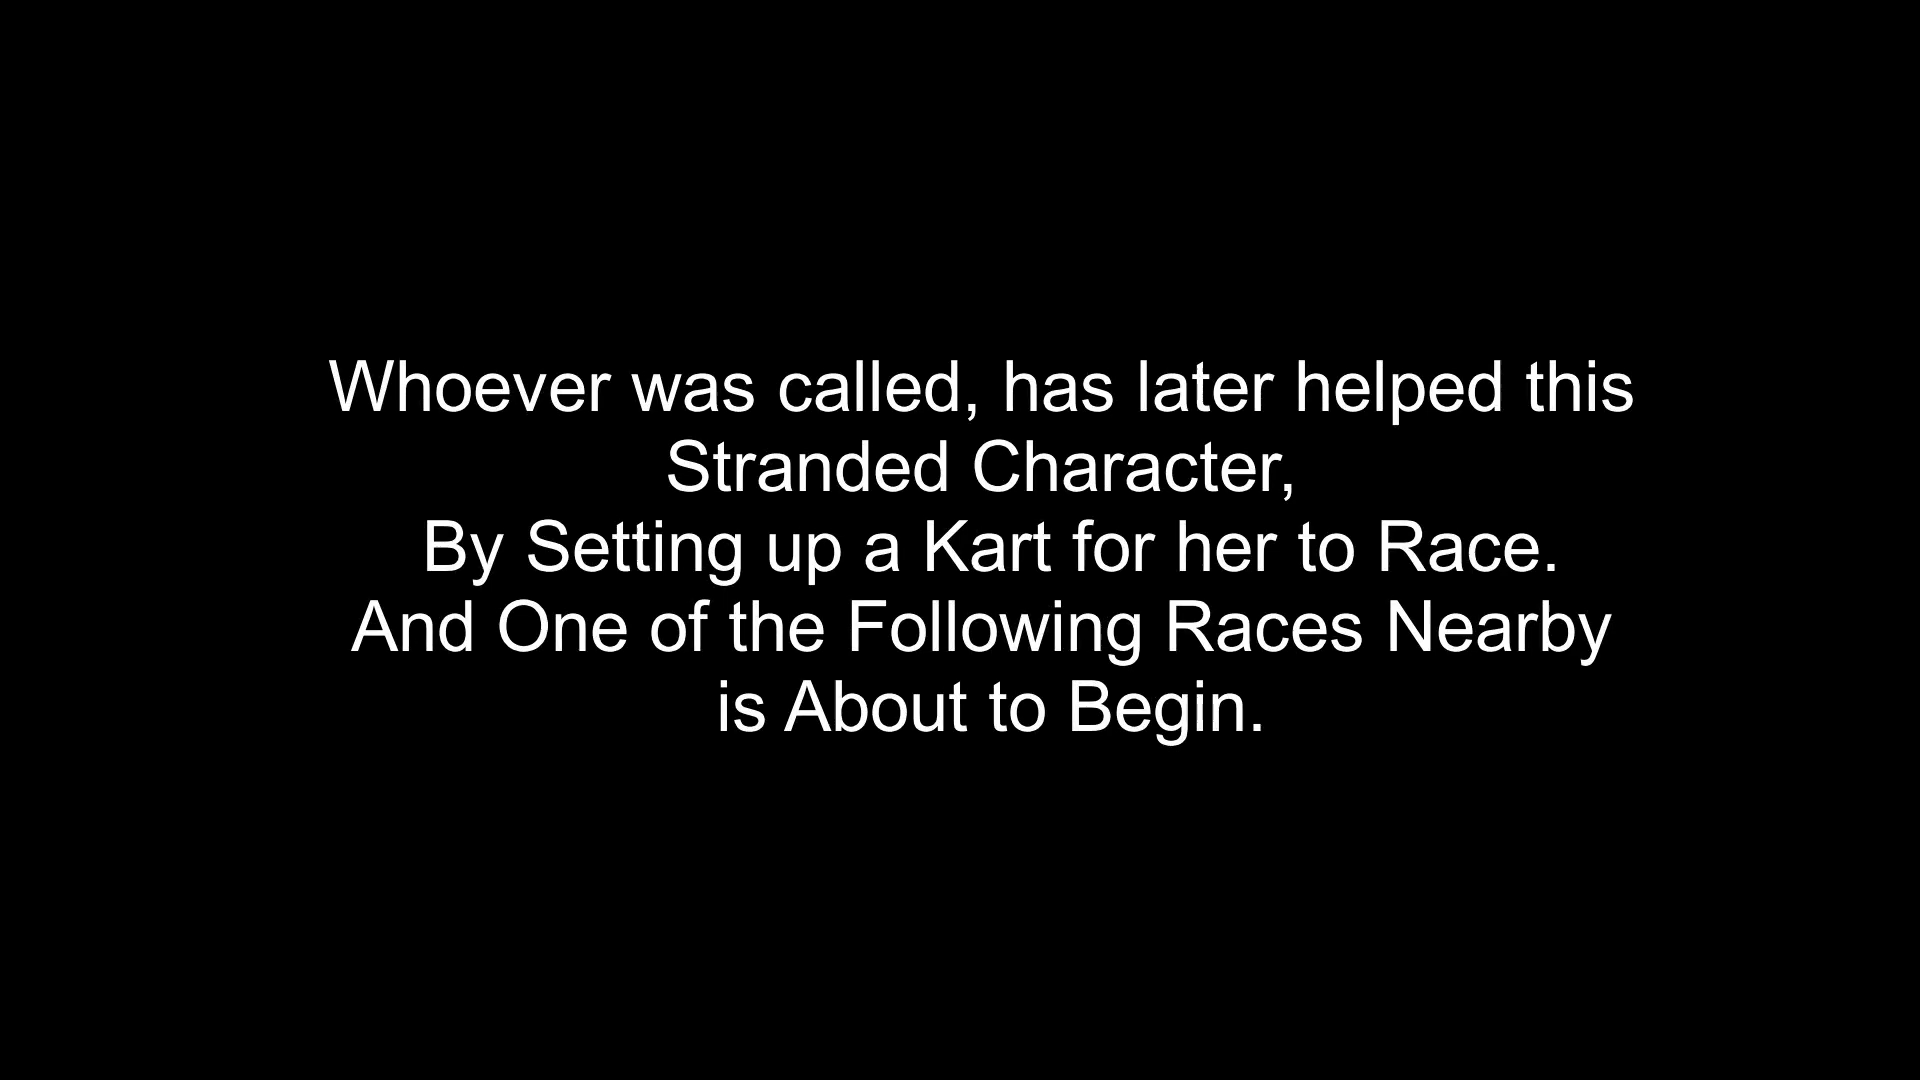 Whoever was called, has later helped this
Stranded Character,
By Setting up a Kart for her to Race.
And One of the Following Races Nearby
is About to Begin.